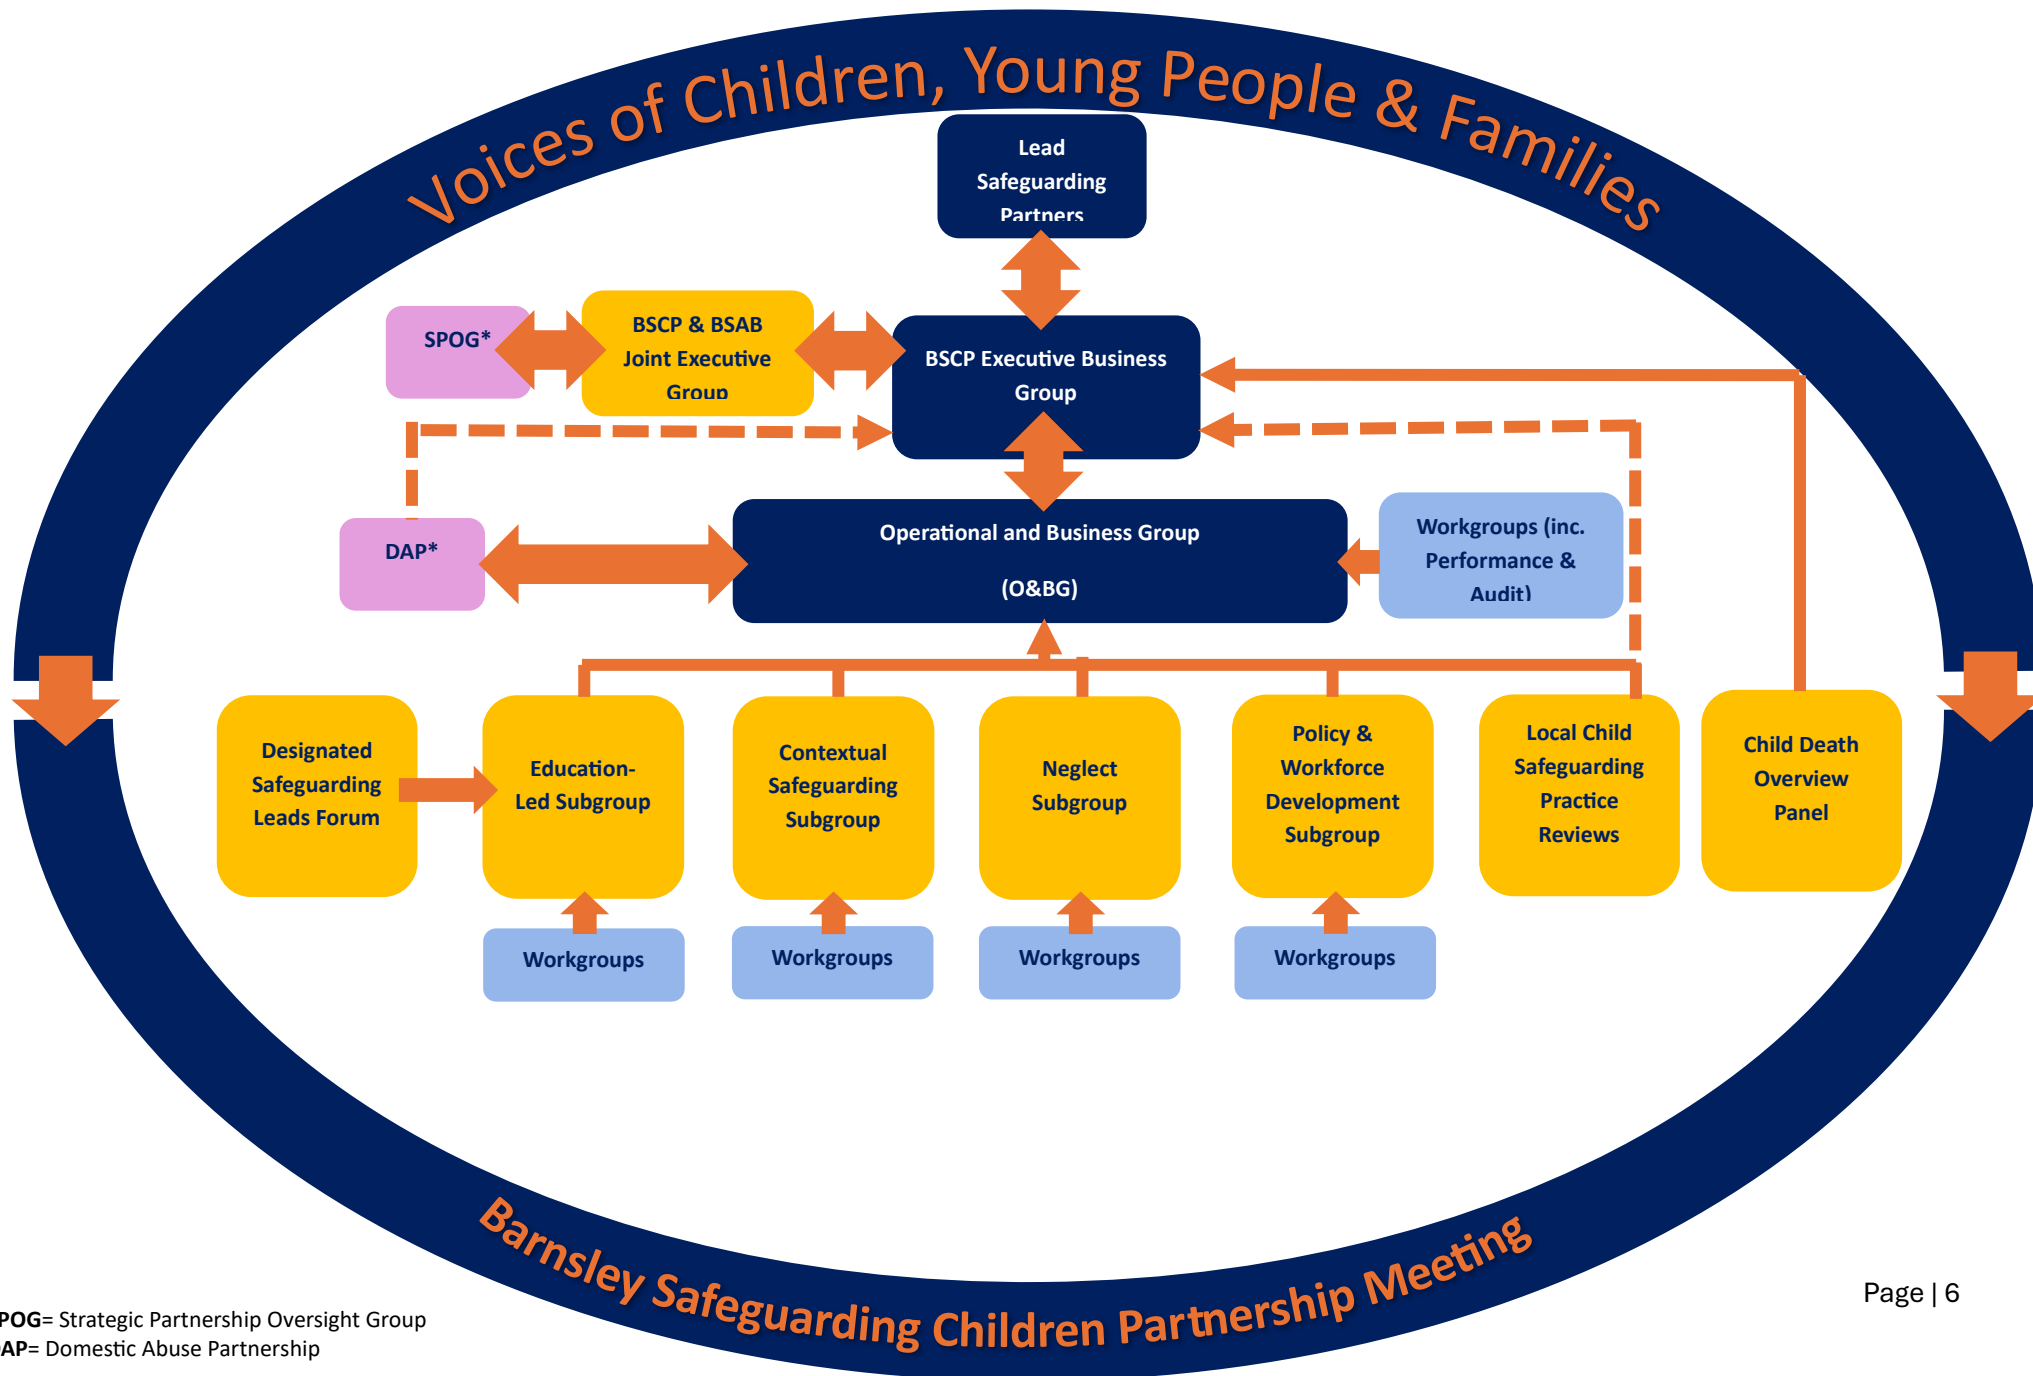 Voices of Children, Young People & Families
Lead
Safeguarding
Partners
SPOG*
BSCP & BSAB
Joint Executive
Group
BSCP Executive Business
Group
DAP*
Operational and Business Group
(O&BG)
Workgroups (inc.
Performance &
Audit)
Designated
Safeguarding
Leads Forum
Education-
Led Subgroup
Contextual
Safeguarding
Subgroup
Neglect
Subgroup
Policy &
Workforce
Development
Subgroup
Local Child
Safeguarding
Practice
Reviews
Child Death
Overview
Panel
Workgroups
Workgroups
Workgroups
Workgroups
Barnsley Safeguarding Children Partnership Meeting
POG= Strategic Partnership Oversight Group
AP= Domestic Abuse Partnership
Page | 6